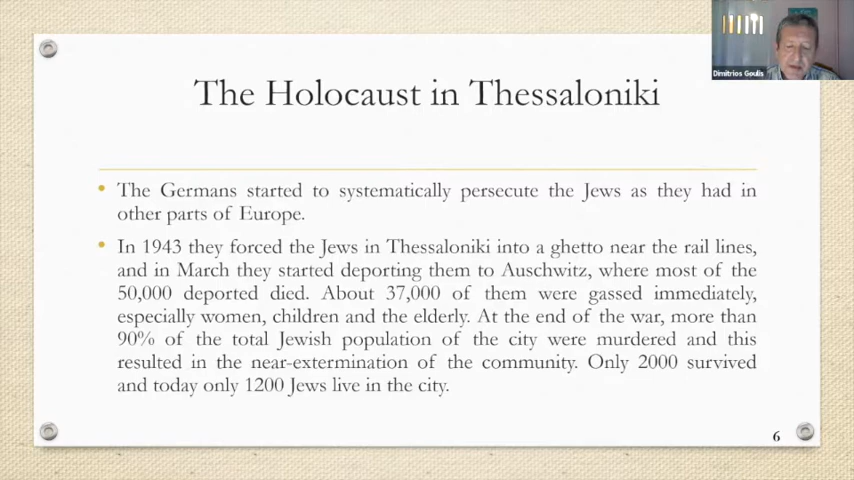 Dimitrios Goulis
The Holocaust in Thessaloniki
• The Germans started to systematically persecute the Jews as they had in
other parts of Europe.
• In 1943 they forced the Jews in Thessaloniki into a ghetto near the rail lines,
and in March they started deporting them to Auschwitz, where most of the
50,000 deported died. About 37,000 of them were gassed immediately,
especially women, children and the elderly. At the end of the war, more than
90% of the total Jewish population of the city were murdered and this
resulted in the near-extermination of the community. Only 2000 survived
and today only 1200 Jews live in the city.
6